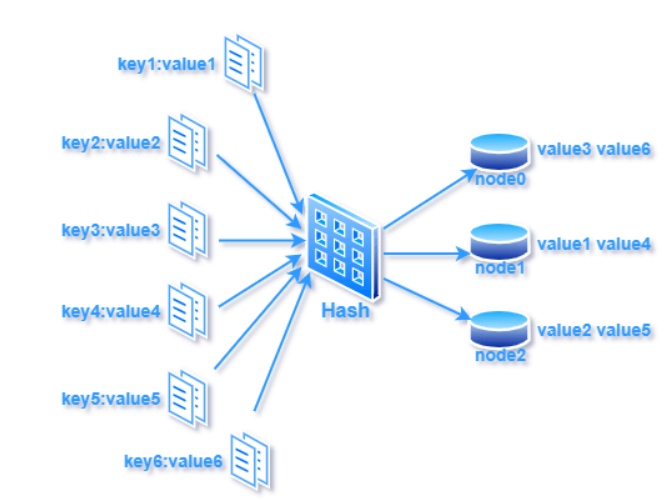 key1:value1
key2:value2
key3:value3
key4:value4
key5:value5
key6:value6
Hash
value3 value6
node0
value1 value4
node1
value2 value5
node2